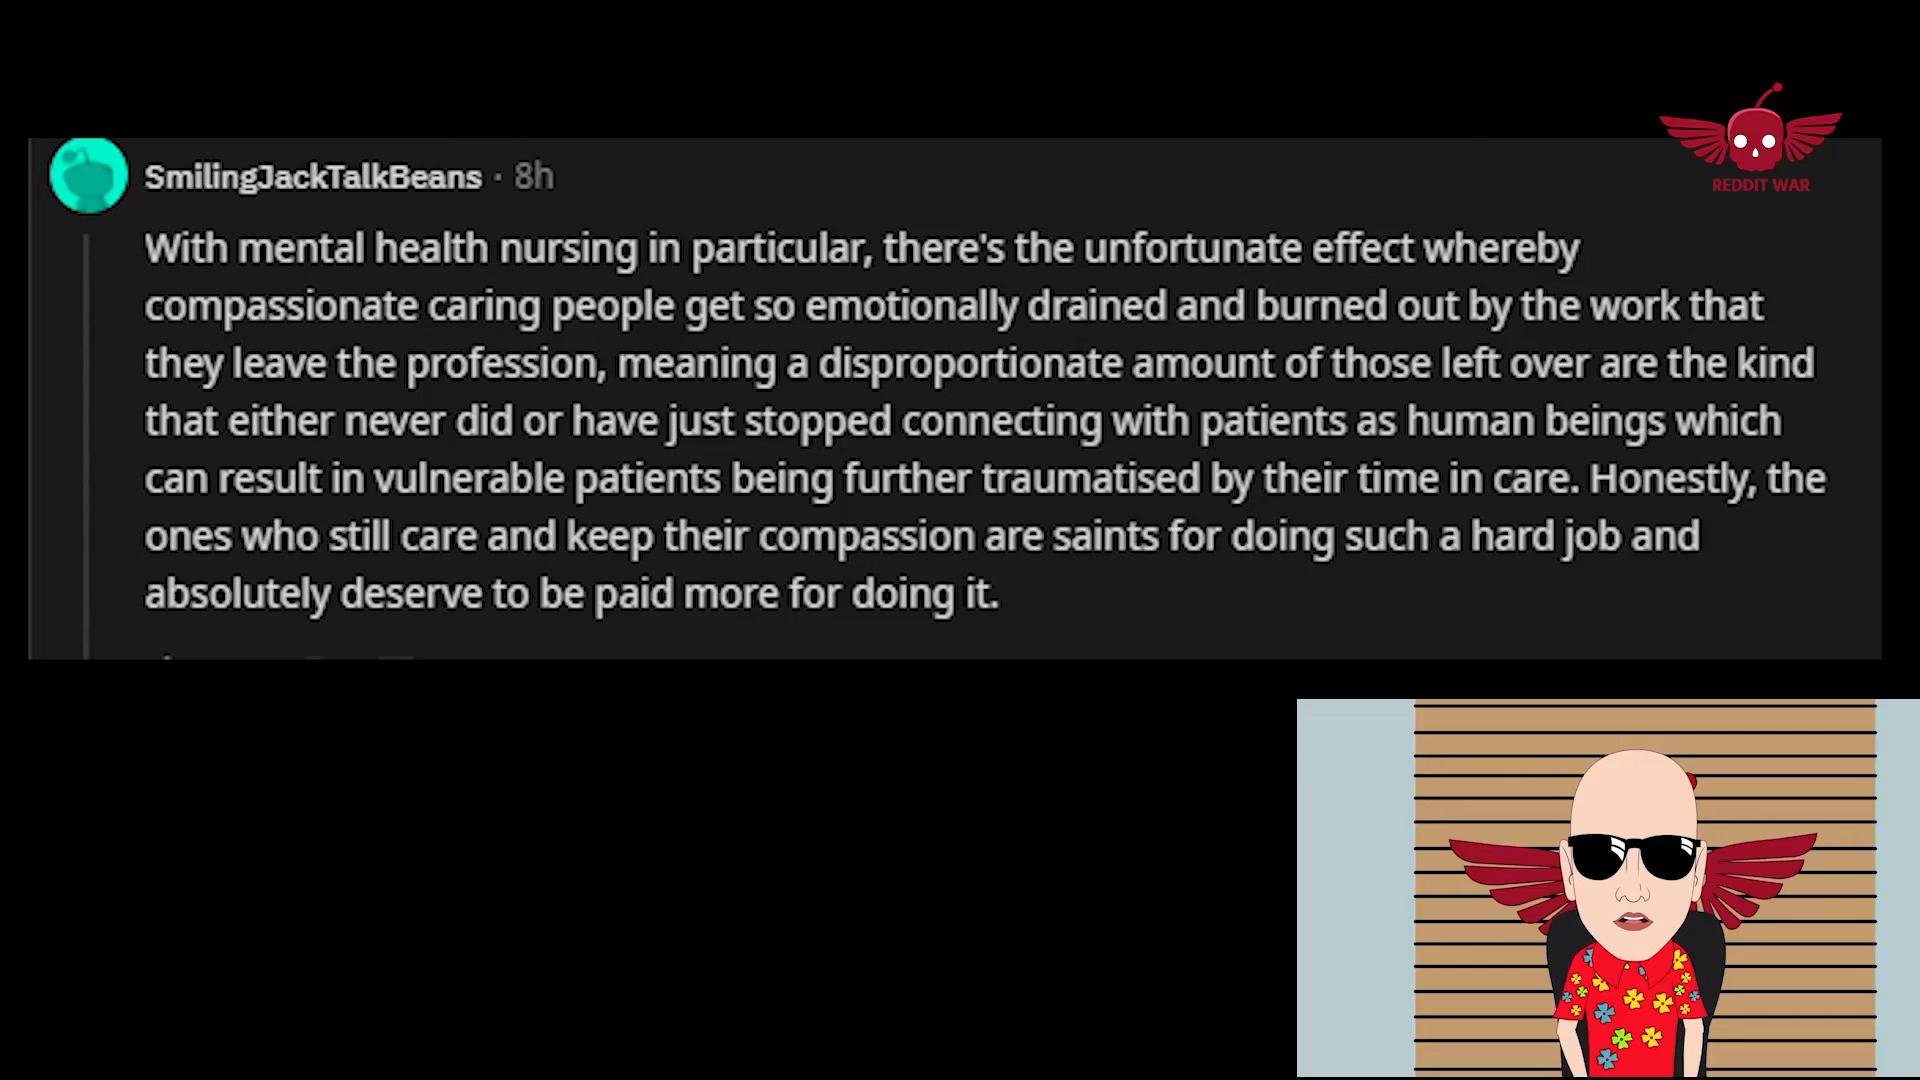 REDDIT WAR
SmilingJackTalkBeans · 8h
With mental health nursing in particular, there's the unfortunate effect whereby
compassionate caring people get so emotionally drained and burned out by the work that
they leave the profession, meaning a disproportionate amount of those left over are the kind
that either never did or have just stopped connecting with patients as human beings which
can result in vulnerable patients being further traumatised by their time in care. Honestly, the
ones who still care and keep their compassion are saints for doing such a hard job and
absolutely deserve to be paid more for doing it.